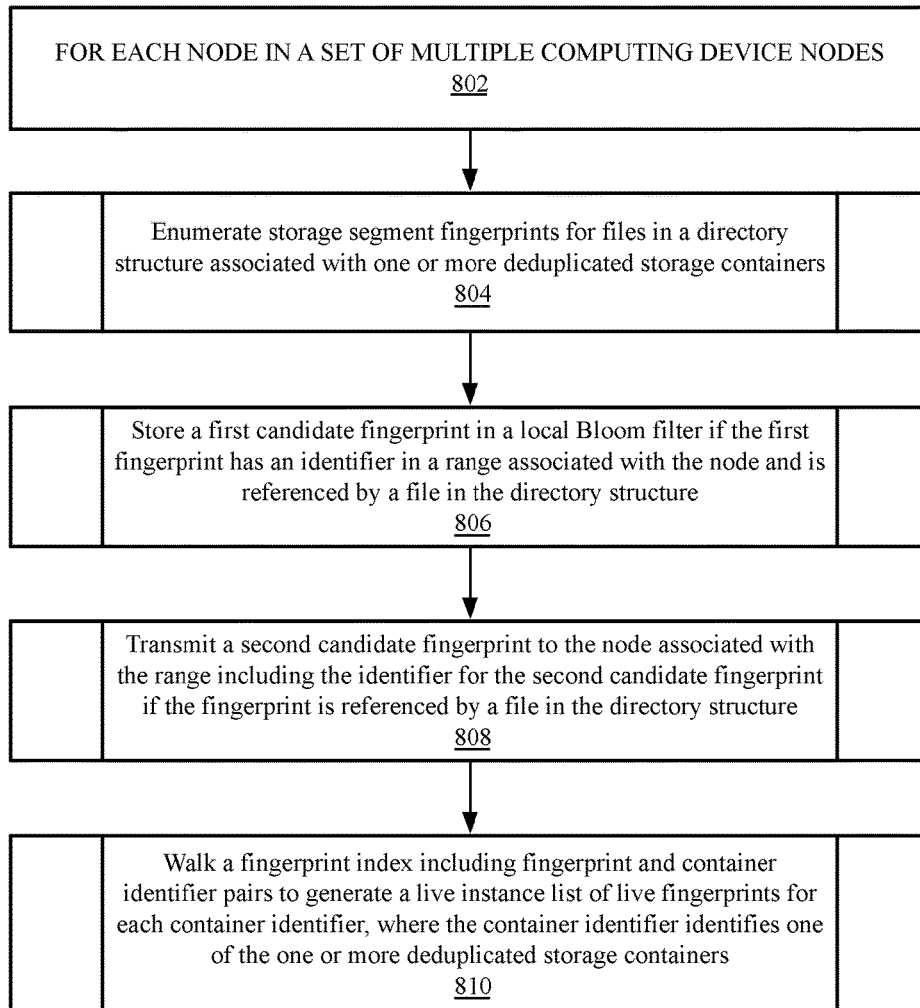 FOR EACH NODE IN A SET OF MULTIPLE COMPUTING DEVICE NODES
802
Enumerate storage segment fingerprints for files in a directory
structure associated with one or more deduplicated storage containers
804
Store a first candidate fingerprint in a local Bloom filter if the first
fingerprint has an identifier in a range associated with the node and is
referenced by a file in the directory structure
806
Transmit a second candidate fingerprint to the node associated with
the range including the identifier for the second candidate fingerprint
if the fingerprint is referenced by a file in the directory structure
808
Walk a fingerprint index including fingerprint and container
identifier pairs to generate a live instance list of live fingerprints for
each container identifier, where the container identifier identifies one
of the one or more deduplicated storage containers
810